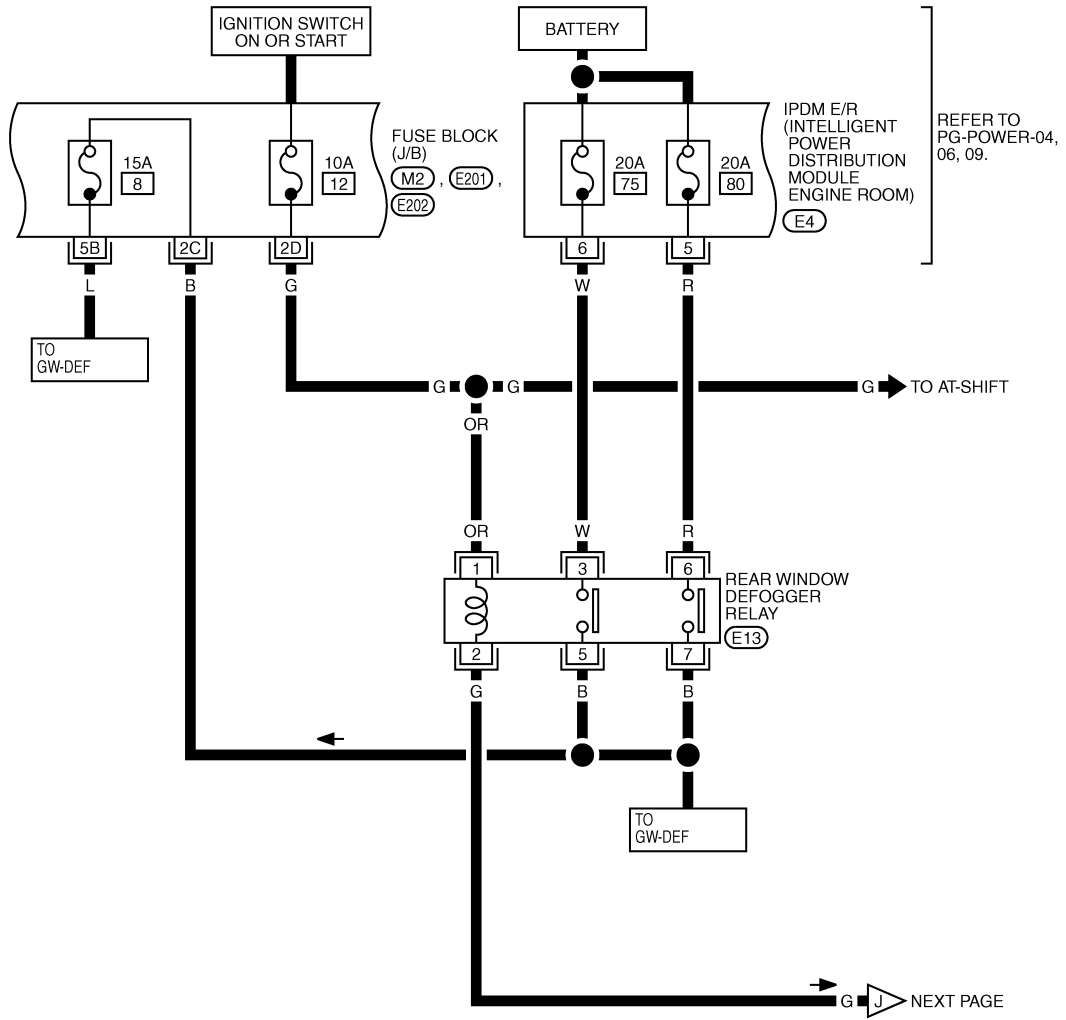 IGNITION SWITCH
ON OR START
BATTERY
15A
8
10A
12
FUSE BLOCK
(J/B)
M2 , E201 ,
E202
20A
75
20A
80
IPDM E/R
(INTELLIGENT
POWER
DISTRIBUTION
MODULE
ENGINE ROOM)
E4
REFER TO
PG-POWER-04,
06, 09.
5B 2C 2D 6 5
L B G W R
TO
GW-DEF
G G G TO AT-SHIFT
OR
OR W R
1 3 6
REAR WINDOW
DEFOGGER
RELAY
E13
2 5 7
G B B
TO
GW-DEF
G J NEXT PAGE